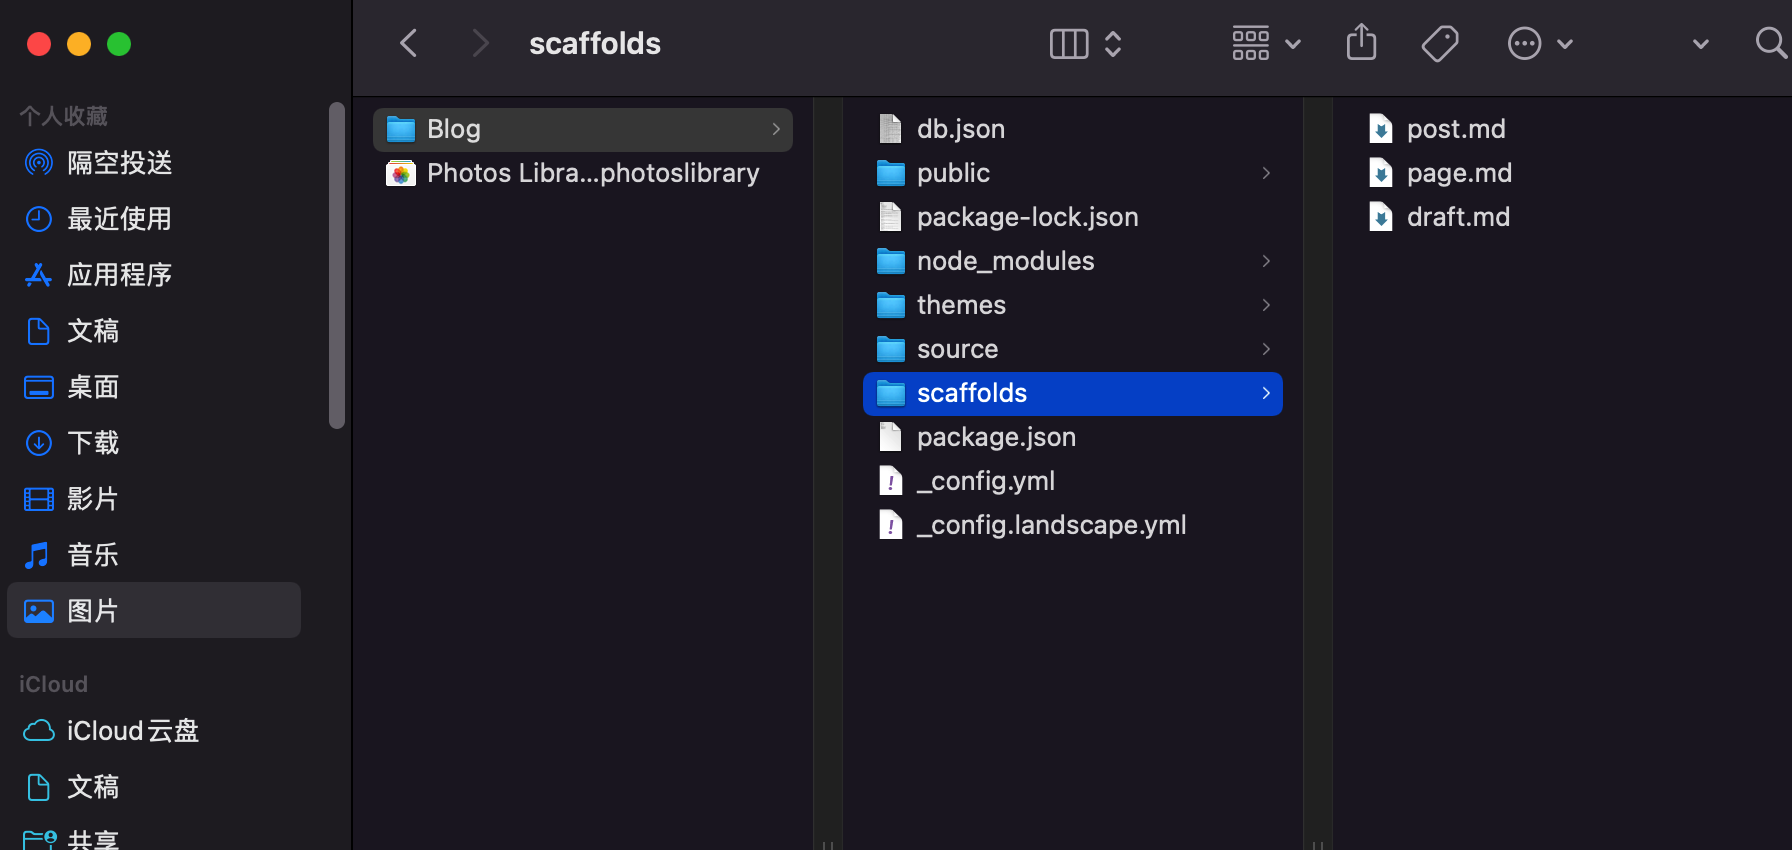 scaffolds
个人收藏
隔空投送
最近使用
应用程序
文稿
桌面
下载
影片
音乐
图片
iCloud
iCloud云盘
文稿
共享
Blog
Photos Libra...photoslibrary
db.json
public
package-lock.json
node_modules
themes
source
scaffolds
package.json
_config.yml
_config.landscape.yml
post.md
page.md
draft.md